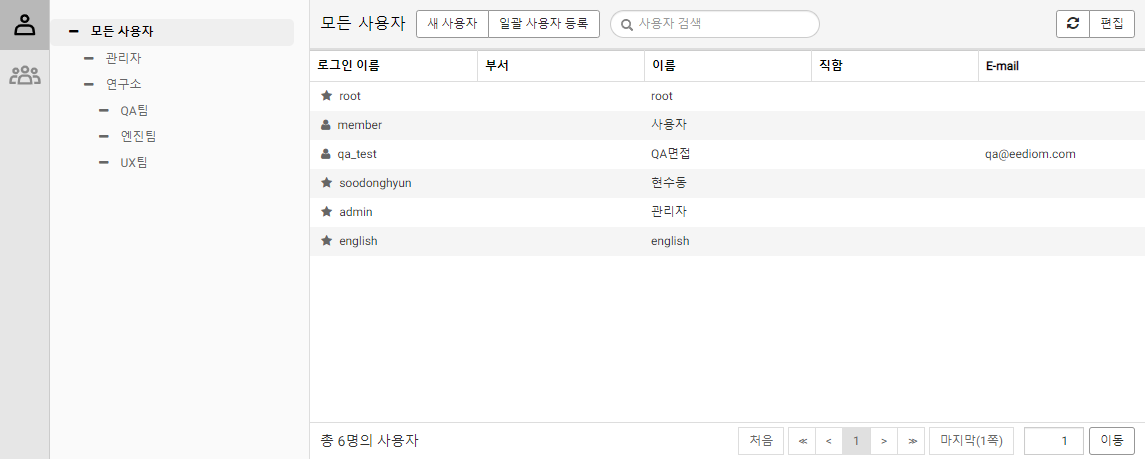 모든 사용자
관리자
연구소
QA팀
엔진팀
UX팀
모든 사용자 새 사용자 일괄 사용자 등록 사용자 검색 편집
로그인 이름 부서 이름 직함 E-mail
root root
member 사용자
qa_test QA면접 qa@eediom.com
soodonghyun 현수동
admin 관리자
english english
총 6명의 사용자 처음 ≪ < 1 > ≫ 마지막(1쪽) 1 이동